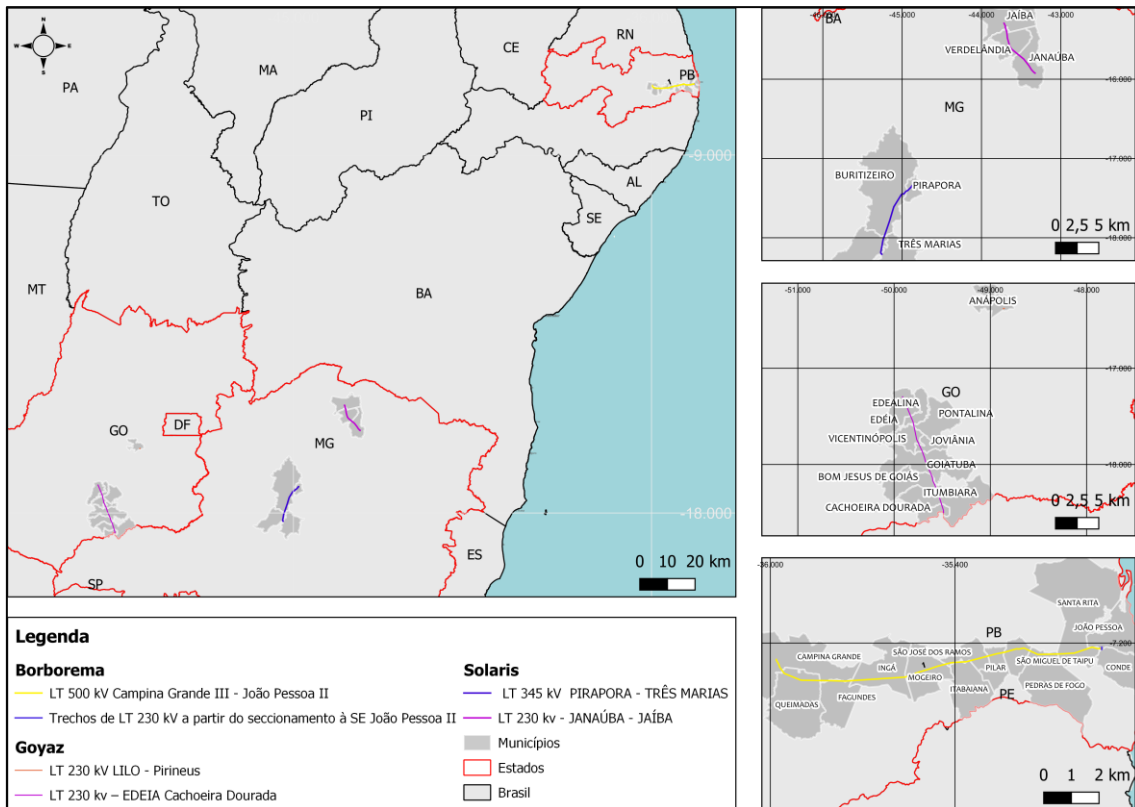 N
W
E
S
PA
MA
CE
RN
PB
PI
TO
AL
SE
MT
BA
GO
DF
MG
ES
SP
-9.000
-18.000
0 10 20 km
-45.000
-44.000
-43.000
BA
JAÍBA
VERDELÂNDIA
JANAÚBA
-16.000
MG
-17.000
BURITIZEIRO
PIRAPORA
-18.000
TRÊS MARIAS
0 2,5 5 km
-51.000
-50.000
-49.000
-48.000
ANÁPOLIS
-17.000
GO
EDEALINA
PONTALINA
EDÉIA
VICENTINÓPOLIS
JOVIÂNIA
GOIATUBA
-18.000
BOM JESUS DE GOIÁS
ITUMBIARA
CACHOEIRA DOURADA
0 2,5 5 km
-36.000
-35.400
SANTA RITA
JOÃO PESSOA
-7.200
PB
CAMPINA GRANDE
SÃO JOSÉ DOS RAMOS
INGÁ
PILAR
SÃO MIGUEL DE TAIPU
CONDE
MOGEIRO
ITABAIANA
PEDRAS DE FOGO
FAGUNDES
QUEIMADAS
PE
0 1 2 km
Legenda
Borborema
LT 500 kV Campina Grande III - João Pessoa II
Trechos de LT 230 kV a partir do seccionamento à SE João Pessoa II
Goyaz
LT 230 kV LILO - Pirineus
LT 230 kv – EDEIA Cachoeira Dourada
Solaris
LT 345 kV PIRAPORA - TRÊS MARIAS
LT 230 kv - JANAÚBA - JAÍBA
Municípios
Estados
Brasil